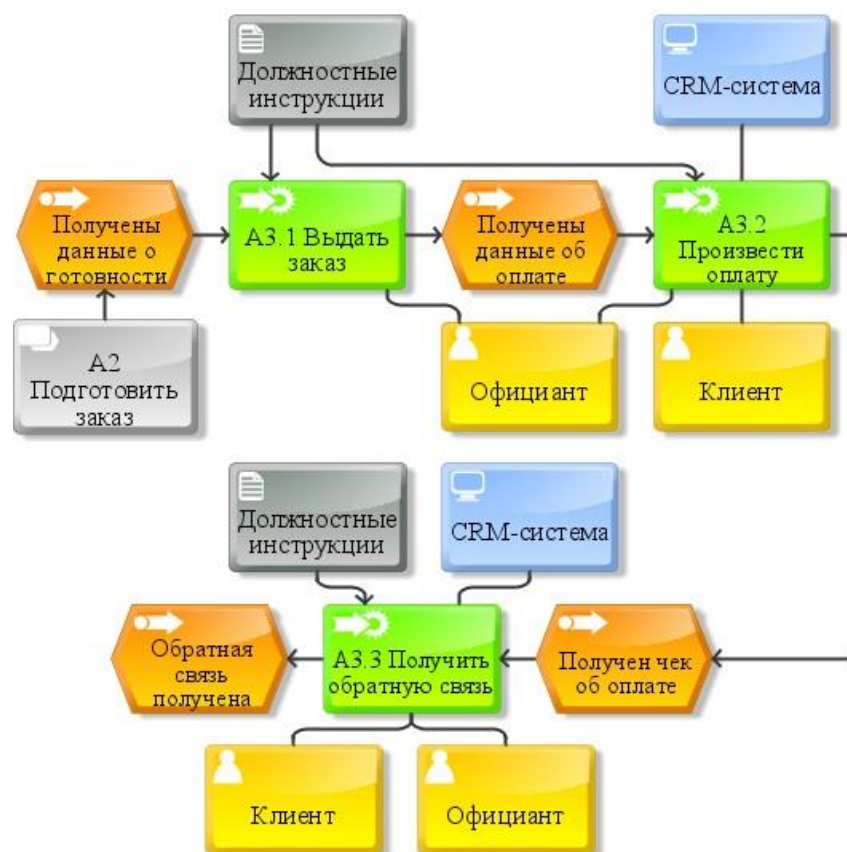 Должностные
инструкции
CRM-система
Получены
данные о
готовности
А3.1 Выдать
заказ
Получены
данные об
оплате
А3.2
Произвести
оплату
А2
Подготовить
заказ
Официант
Клиент
Должностные
инструкции
CRM-система
Обратная
связь
получена
А3.3 Получить
обратную связь
Получен чек
об оплате
Клиент
Официант